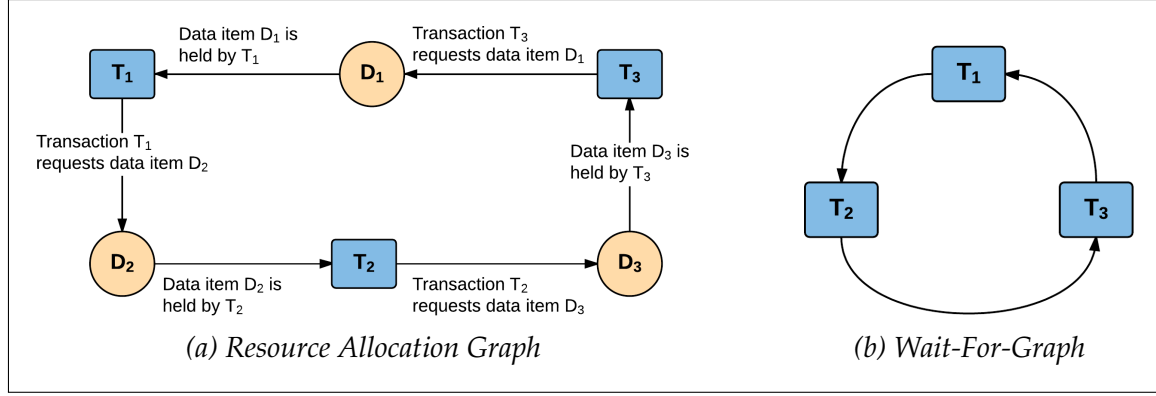 Data item D₁ is
held by T₁
Transaction T₃
requests data item D₁
T₁
D₁
T₃
T₁
Transaction T₁
requests data item D₂
Data item D₃ is
held by T₃
T₂
T₃
D₂
T₂
D₃
Data item D₂ is
held by T₂
Transaction T₂
requests data item D₃
(a) Resource Allocation Graph
(b) Wait-For-Graph